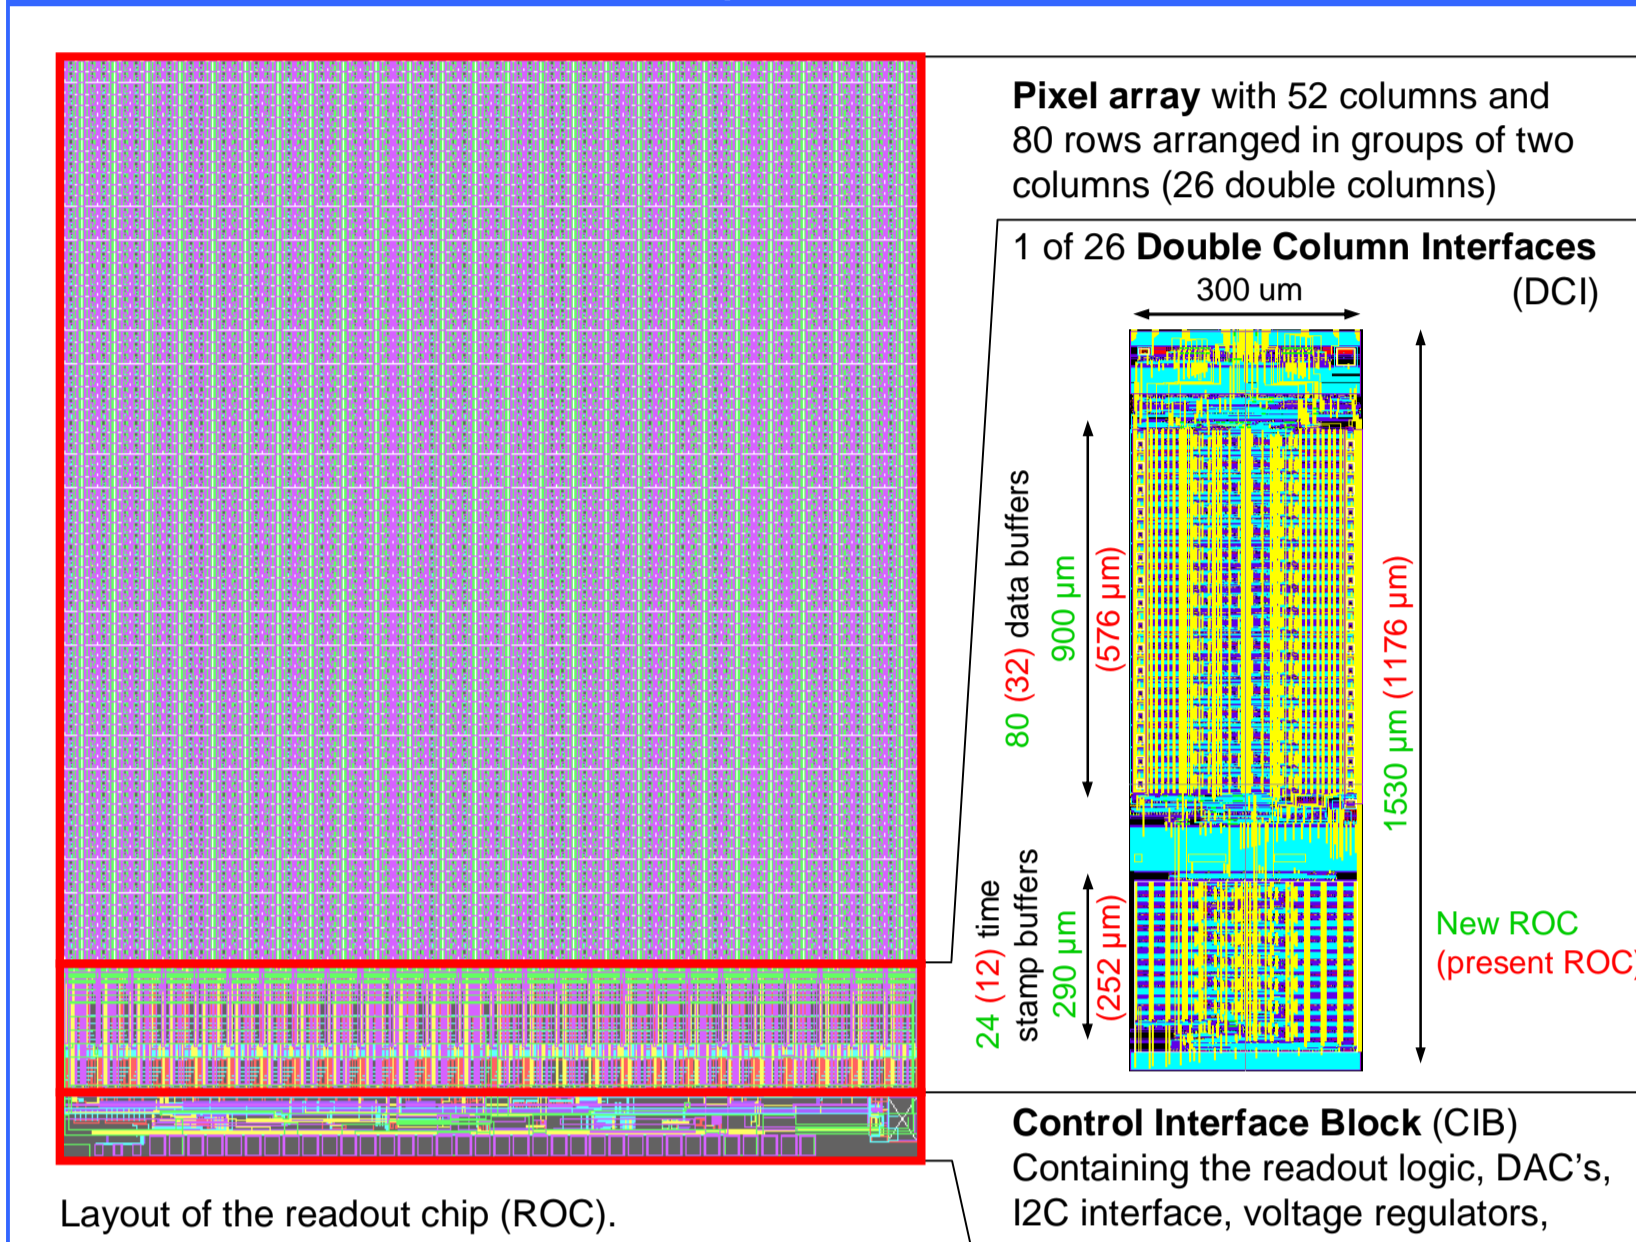 Pixel array with 52 columns and
80 rows arranged in groups of two
columns (26 double columns)
1 of 26 Double Column Interfaces
(DCI)
300 um
80 (32) data buffers
900 µm
(576 µm)
1530 µm (1176 µm)
24 (12) time
stamp buffers
290 µm
(252 µm)
New ROC
(present ROC)
Control Interface Block (CIB)
Containing the readout logic, DAC's,
I2C interface, voltage regulators,
Layout of the readout chip (ROC).